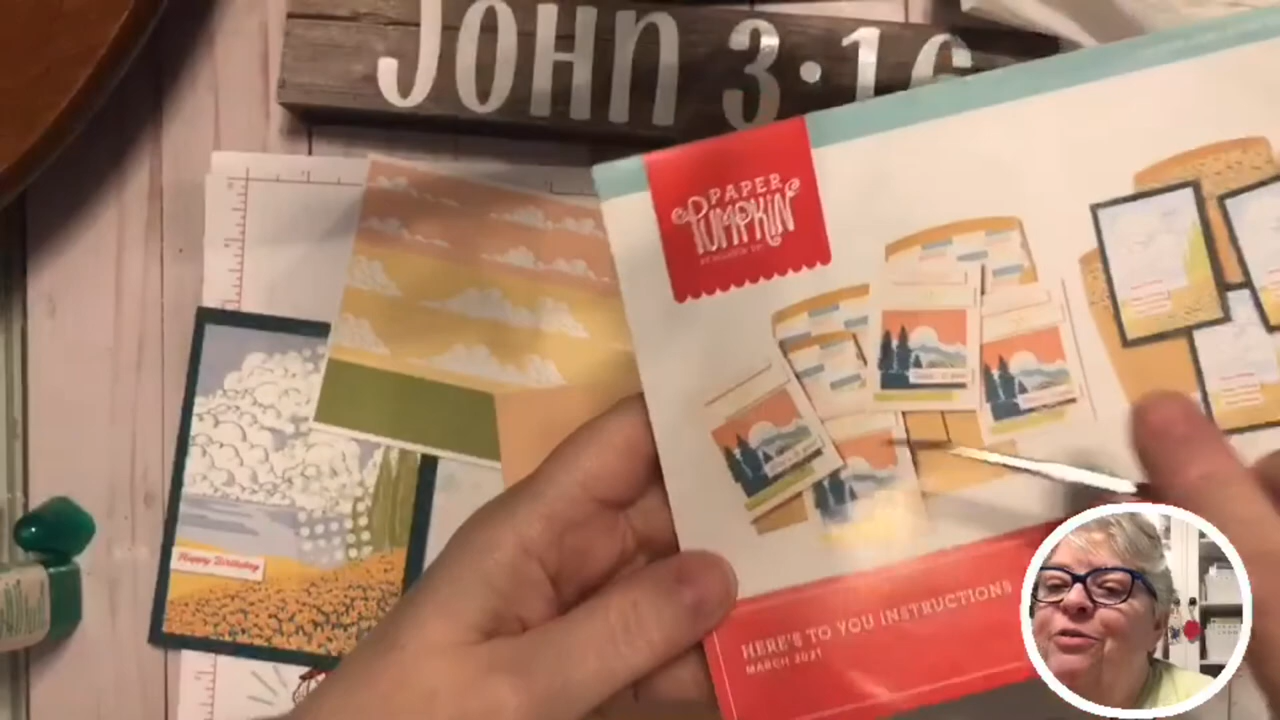 JOHN 3:16
PAPER
PUMPKIN
Happy Birthday
HERE'S TO YOU INSTRUCTIONS
MARCH 2021